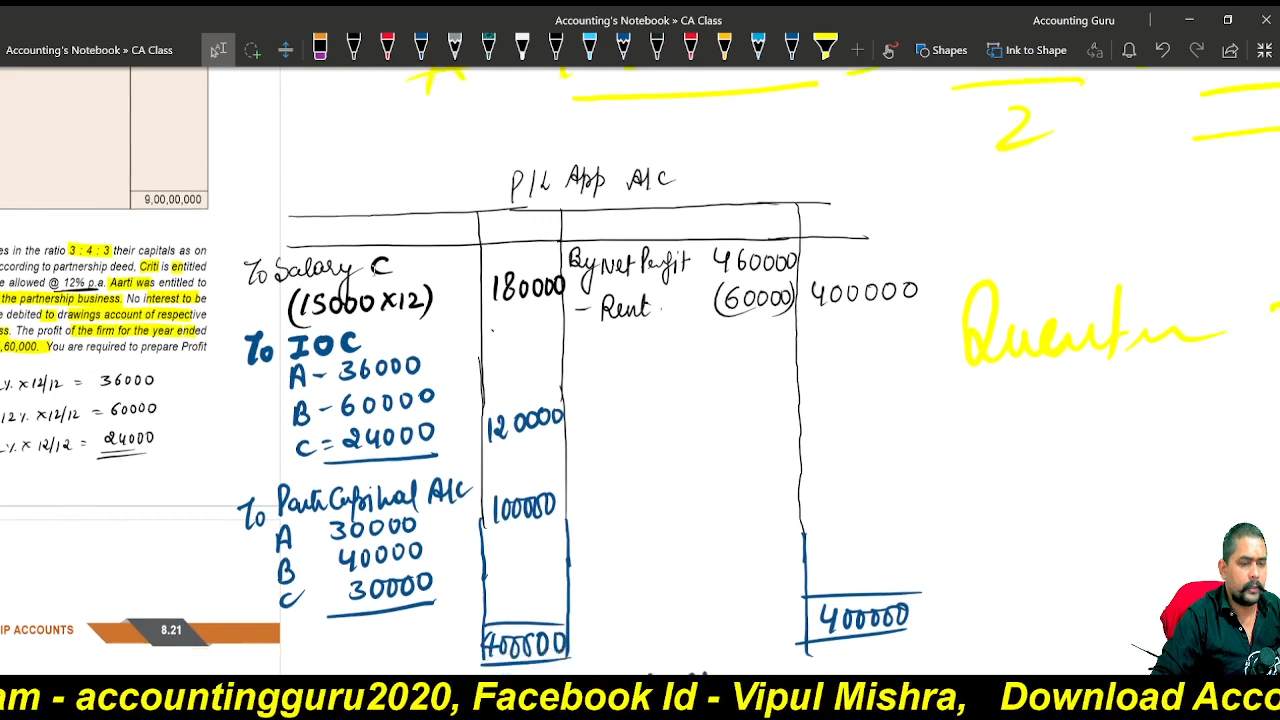 Accounting's Notebook » CA Class
Accounting Guru
Accounting's Notebook » CA Class
Shapes
Ink to Shape
2
9,00,00,000
es in the ratio 3 : 4 : 3 their capitals as on
ccording to partnership deed, Criti is entitled
e allowed @ 12% p.a. Aarti was entitled to
the partnership business. No interest to be
e debited to drawings account of respective
ss. The profit of the firm for the year ended
,60,000. You are required to prepare Profit
x 12/12 = 36000
12 %. x 12/12 = 60000
x 12/12 = 24000
P/L App A/C
To Salary C
(15000 x 12)
180000
By Net Profit 460000
- Rent (60000) 400000
To IOC
A - 36000
B - 60000
C = 24000
120000
To Part Capital A/C
100000
A 30000
B 40000
C 30000
400000
400000
IP ACCOUNTS
8.21
am - accountingguru2020, Facebook Id - Vipul Mishra, Download Acco